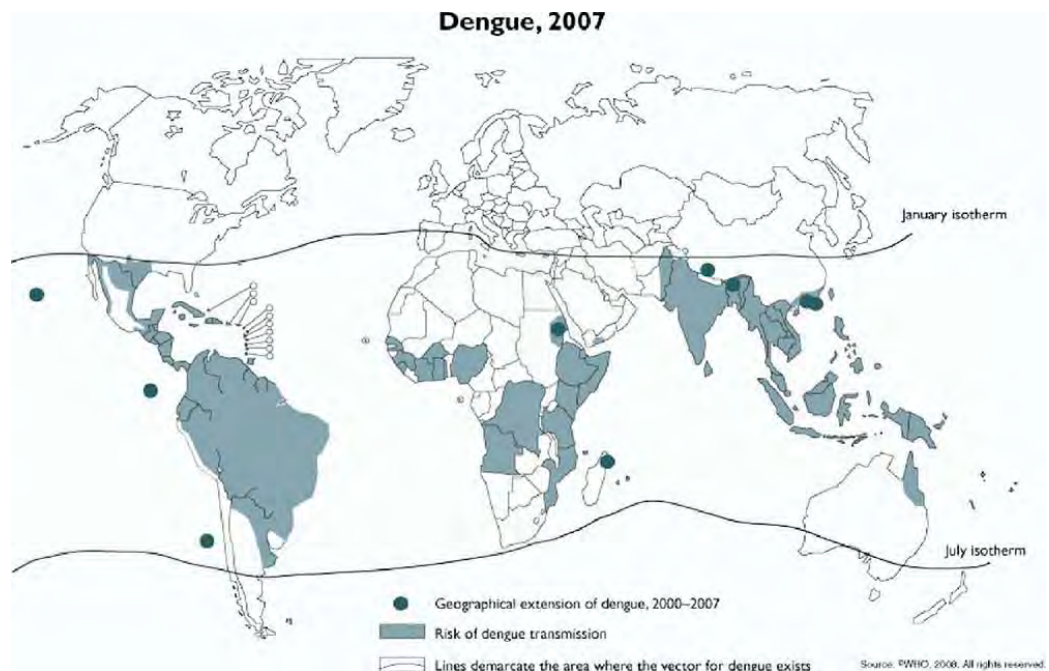 Dengue, 2007
January isotherm
July isotherm
Geographical extension of dengue, 2000–2007
Risk of dengue transmission
Lines demarcate the area where the vector for dengue exists
Source: ©WHO, 2008. All rights reserved